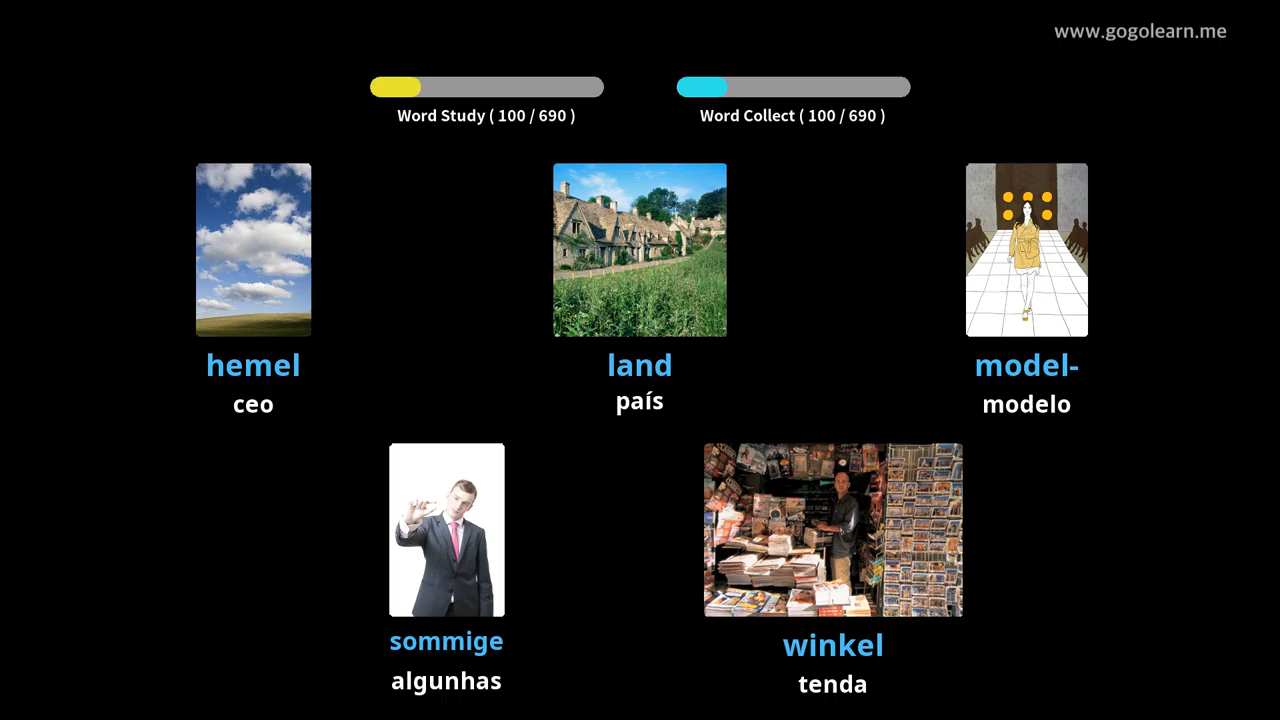 www.gogolearn.me
Word Study ( 100 / 690 )
Word Collect ( 100 / 690 )
hemel
land
model-
ceo
país
modelo
sommige
winkel
algunhas
tenda